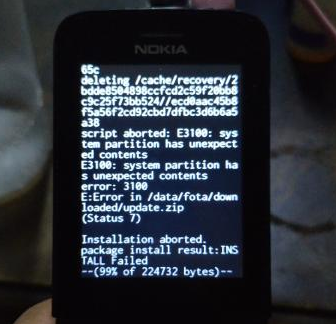 NOKIA
65c
deleting /cache/recovery/2
bdde8504898ccfcd2c59f20bb8
c9c25f73bb524//ecd0aac45b8
f5a56f2cd92cbd7dfbc3d6b6a5
a38
script aborted: E3100: sys
tem partition has unexpect
ed contents
E3100: system partition ha
s unexpected contents
error: 3100
E:Error in /data/fota/down
loaded/update.zip
(Status 7)
Installation aborted.
package install result:INS
TALL Failed
--(99% of 224732 bytes)--